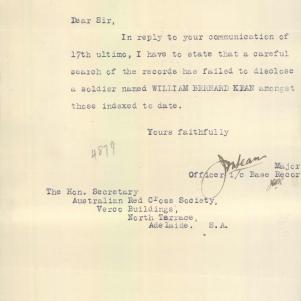 Dear Sir,
In reply to your communication of
17th ultimo, I have to state that a careful
search of the records has failed to disclose
a soldier named WILLIAM BERNARD KEAN amongst
those indexed to date.
Yours faithfully
4879
Major
Officer i/c Base Recor
The Hon. Secretary
Australian Red Cross Society,
Verco Buildings,
North Terrace,
Adelaide. S.A.